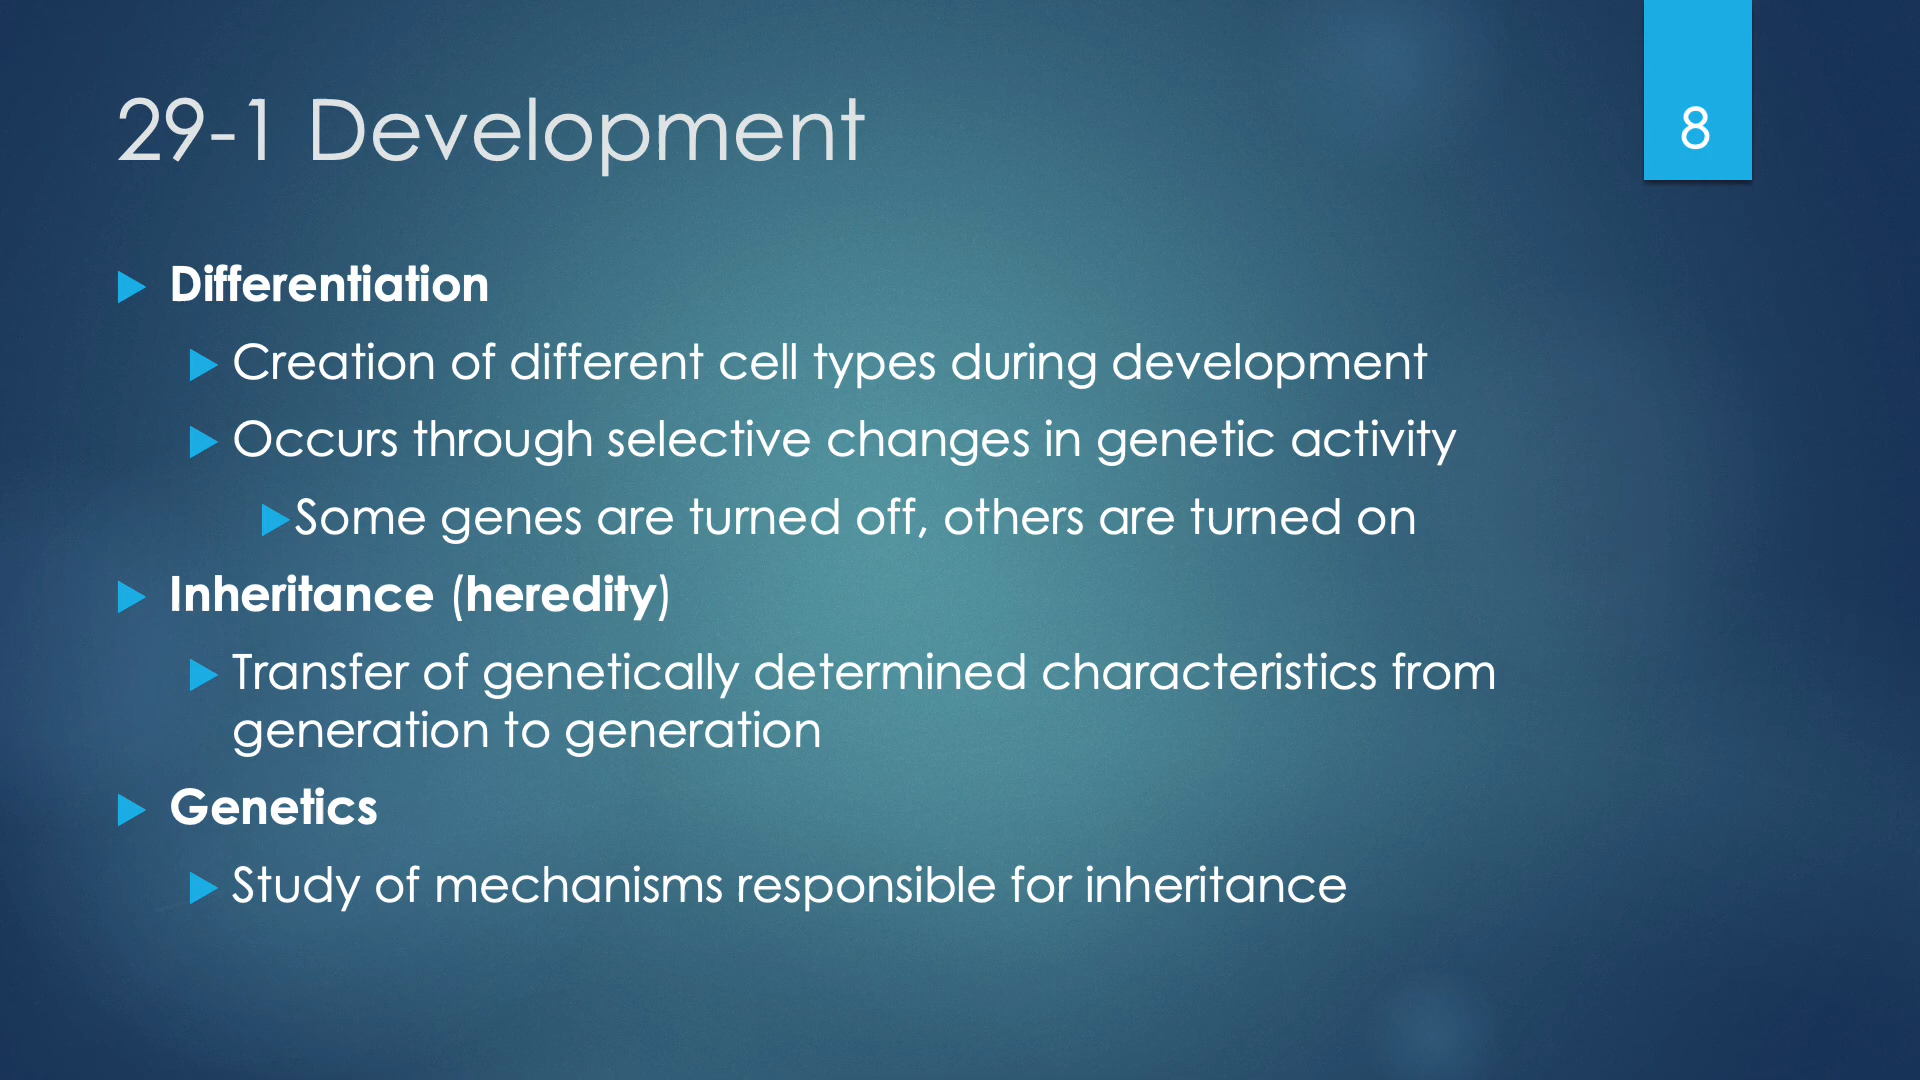 29-1 Development
8
Differentiation
Creation of different cell types during development
Occurs through selective changes in genetic activity
Some genes are turned off, others are turned on
Inheritance (heredity)
Transfer of genetically determined characteristics from
generation to generation
Genetics
Study of mechanisms responsible for inheritance